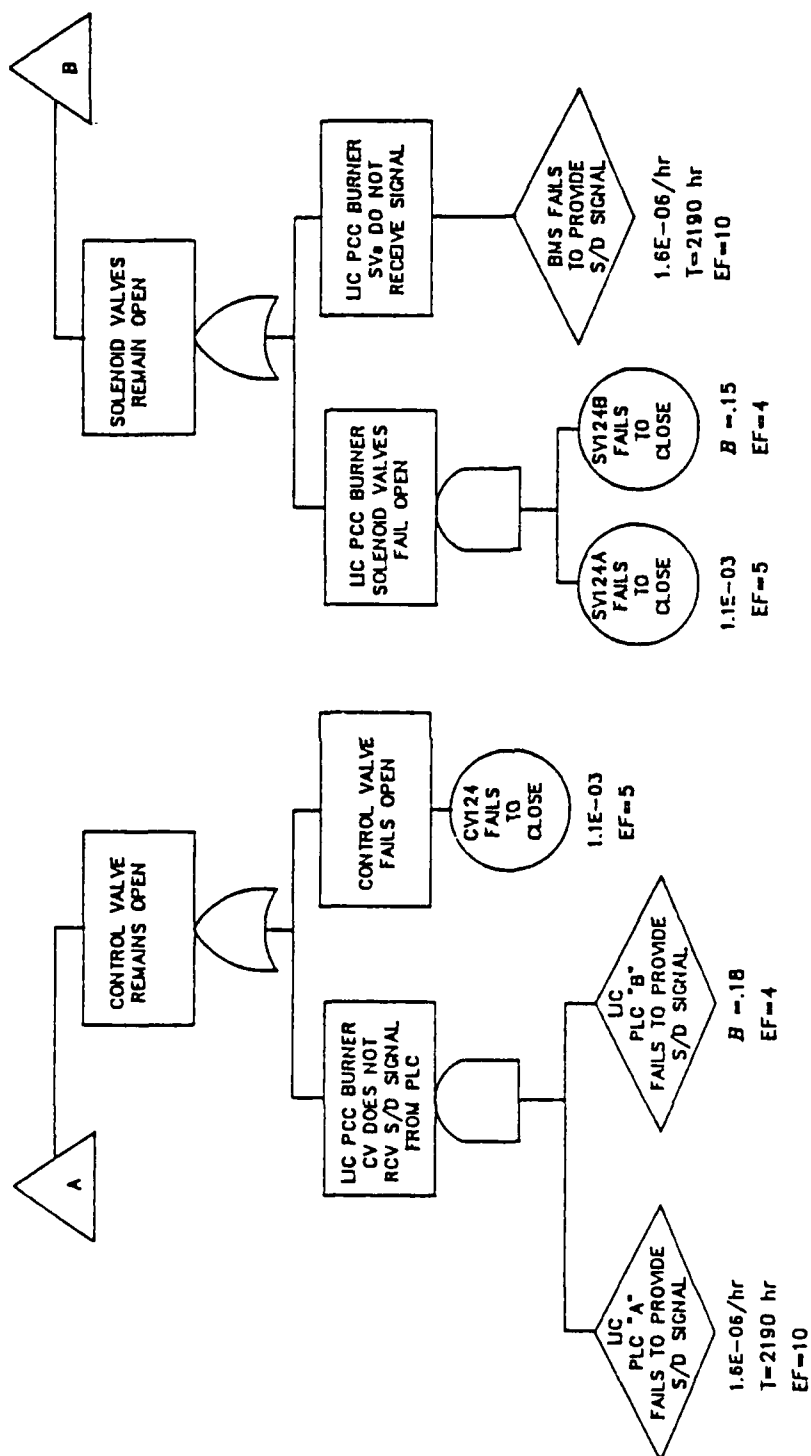 A
CONTROL VALVE
REMAINS OPEN
LIC PCC BURNER
CV DOES NOT
RCV S/D SIGNAL
FROM PLC
CONTROL VALVE
FAILS OPEN
LIC
PLC "A"
FAILS TO PROVIDE
S/D SIGNAL
1.6E-06/hr
T=2190 hr
EF=10
LIC
PLC "B"
FAILS TO PROVIDE
S/D SIGNAL
B =.18
EF=4
CV124
FAILS
TO
CLOSE
1.1E-03
EF=5
B
SOLENOID VALVES
REMAIN OPEN
LIC PCC BURNER
SOLENOID VALVES
FAIL OPEN
LIC PCC BURNER
SVs DO NOT
RECEIVE SIGNAL
SV124A
FAILS
TO
CLOSE
1.1E-03
EF=5
SV124B
FAILS
TO
CLOSE
B =.15
EF=4
BMS FAILS
TO PROVIDE
S/D SIGNAL
1.6E-06/hr
T=2190 hr
EF=10